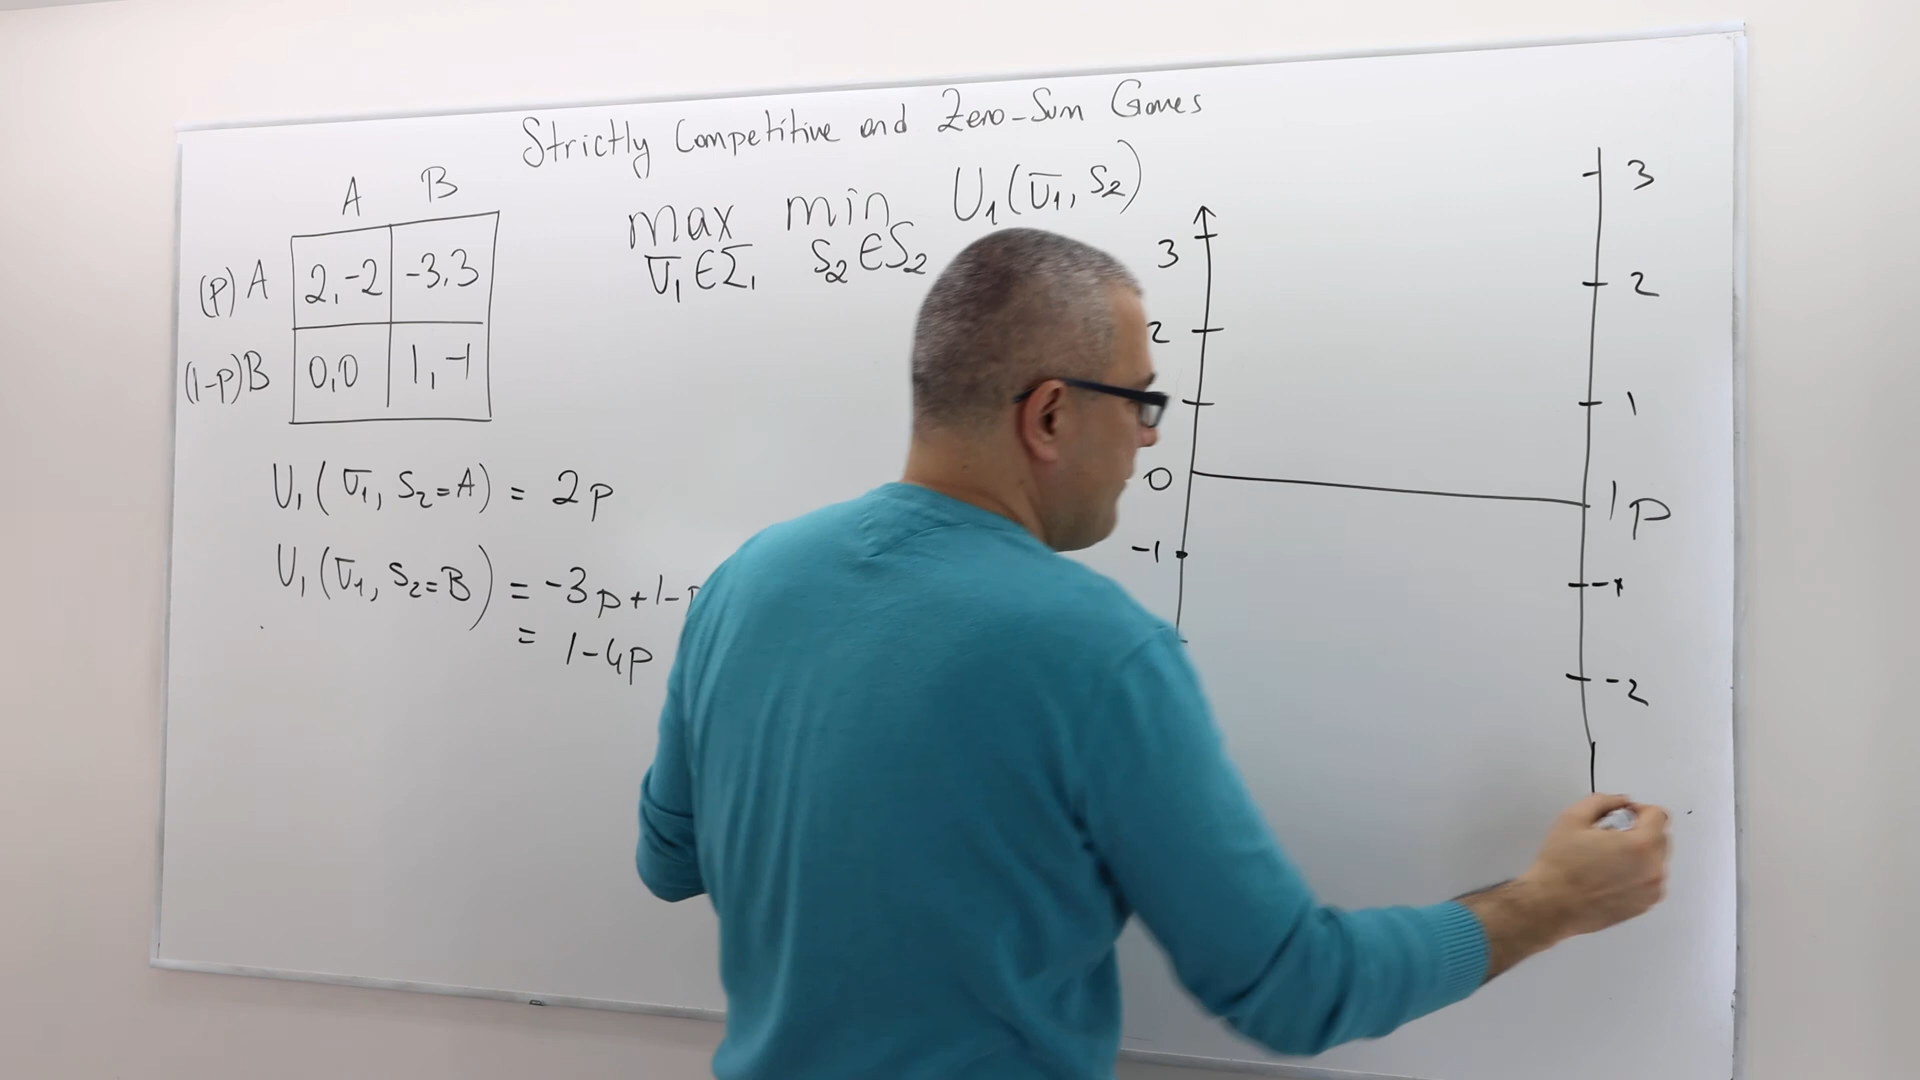 Strictly Competitive and Zero-Sum Games
A B
(p) A 2,-2 -3,3
(1-p) B 0,0 1,-1
max min U₁(σ₁, S₂)
σ₁∈Σ₁ S₂∈S₂
U₁(σ₁, S₂=A) = 2p
U₁(σ₁, S₂=B) = -3p+1-
= 1-4p
3
2
0
-1
3
2
1
1 p
-1
-2